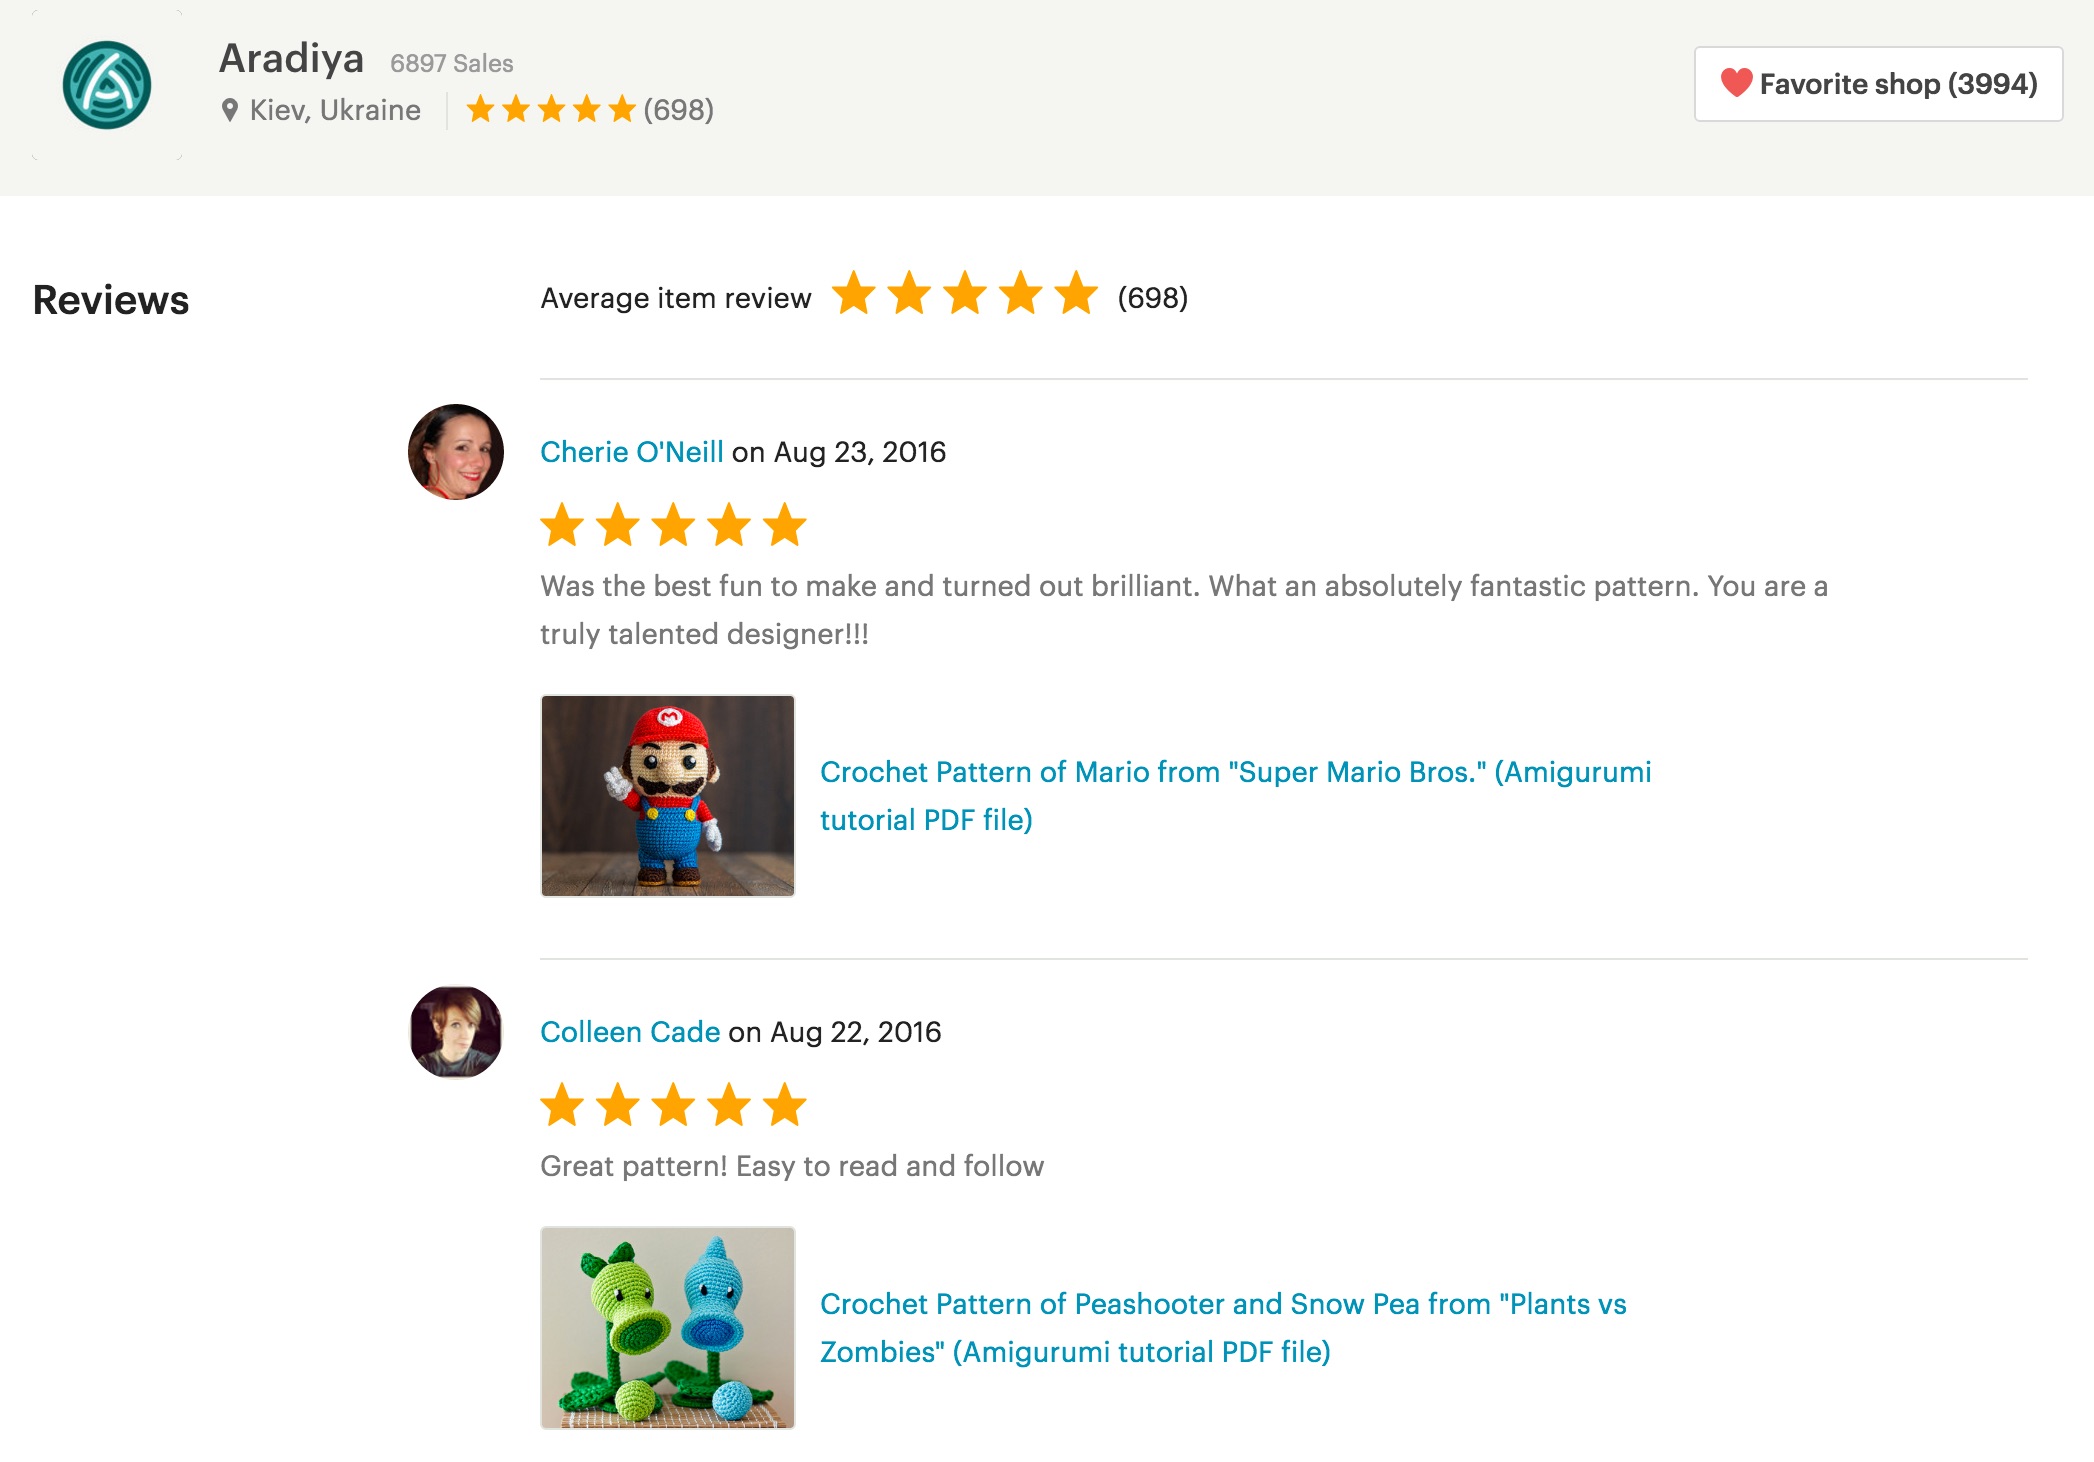 Aradiya 6897 Sales
Kiev, Ukraine (698)
Favorite shop (3994)
Reviews
Average item review (698)
Cherie O'Neill on Aug 23, 2016
Was the best fun to make and turned out brilliant. What an absolutely fantastic pattern. You are a
truly talented designer!!!
M
Crochet Pattern of Mario from "Super Mario Bros." (Amigurumi
tutorial PDF file)
Colleen Cade on Aug 22, 2016
Great pattern! Easy to read and follow
Crochet Pattern of Peashooter and Snow Pea from "Plants vs
Zombies" (Amigurumi tutorial PDF file)